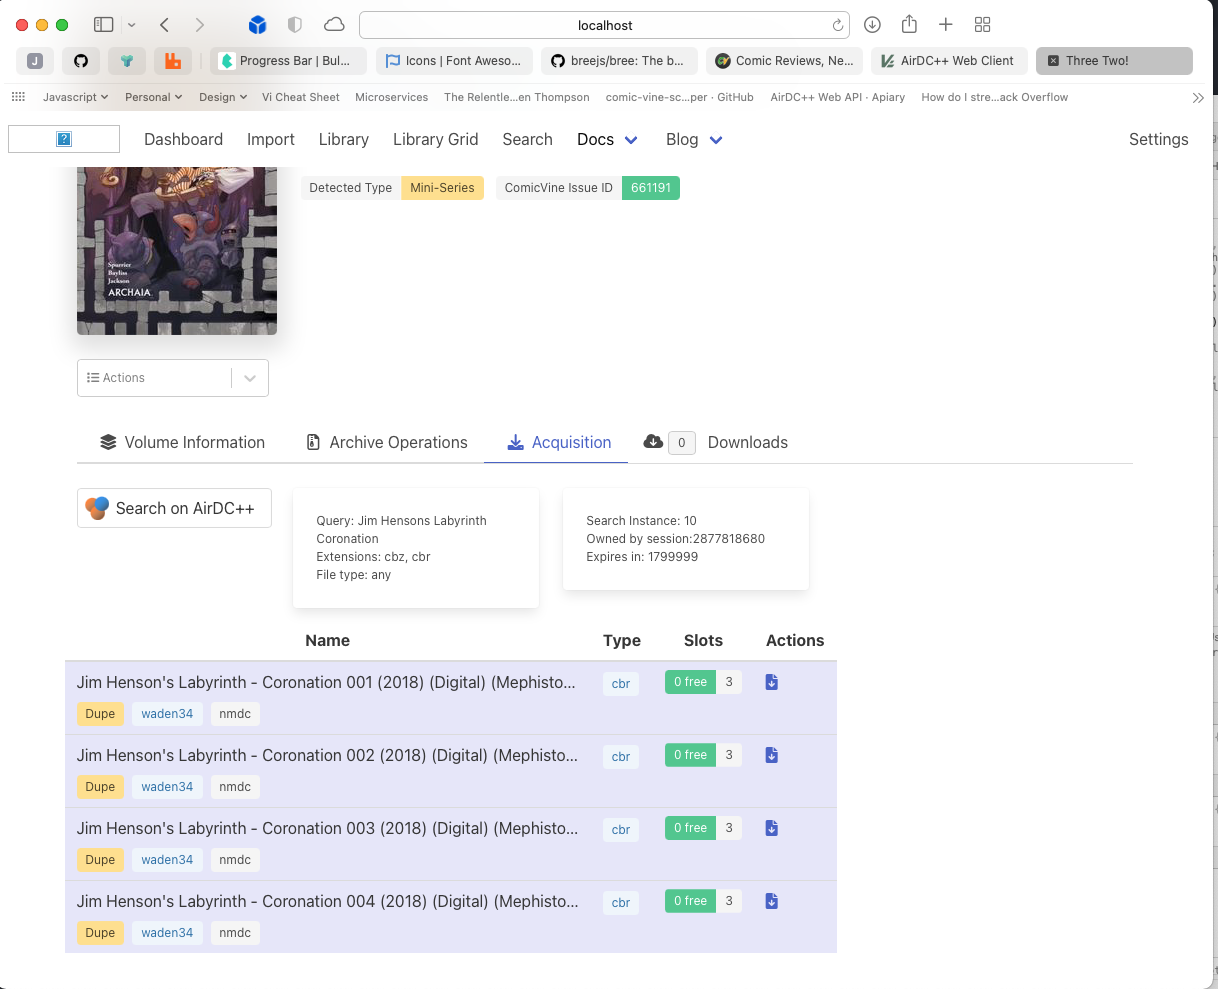 localhost
J
Progress Bar | Bul...
Icons | Font Aweso...
breejs/bree: The b...
Comic Reviews, Ne...
AirDC++ Web Client
Three Two!
Javascript
Personal
Design
Vi Cheat Sheet
Microservices
The Relentle...en Thompson
comic-vine-sc...per · GitHub
AirDC++ Web API · Apiary
How do I stre...ack Overflow
?
Dashboard
Import
Library
Library Grid
Search
Docs
Blog
Settings
Detected Type Mini-Series
ComicVine Issue ID 661191
Spurrier
Bayliss
Jackson
ARCHAIA
Actions
Volume Information
Archive Operations
Acquisition
0 Downloads
Search on AirDC++
Query: Jim Hensons Labyrinth
Coronation
Extensions: cbz, cbr
File type: any
Search Instance: 10
Owned by session:2877818680
Expires in: 1799999
Name Type Slots Actions
Jim Henson's Labyrinth - Coronation 001 (2018) (Digital) (Mephisto... cbr 0 free 3
Dupe waden34 nmdc
Jim Henson's Labyrinth - Coronation 002 (2018) (Digital) (Mephisto... cbr 0 free 3
Dupe waden34 nmdc
Jim Henson's Labyrinth - Coronation 003 (2018) (Digital) (Mephisto... cbr 0 free 3
Dupe waden34 nmdc
Jim Henson's Labyrinth - Coronation 004 (2018) (Digital) (Mephisto... cbr 0 free 3
Dupe waden34 nmdc